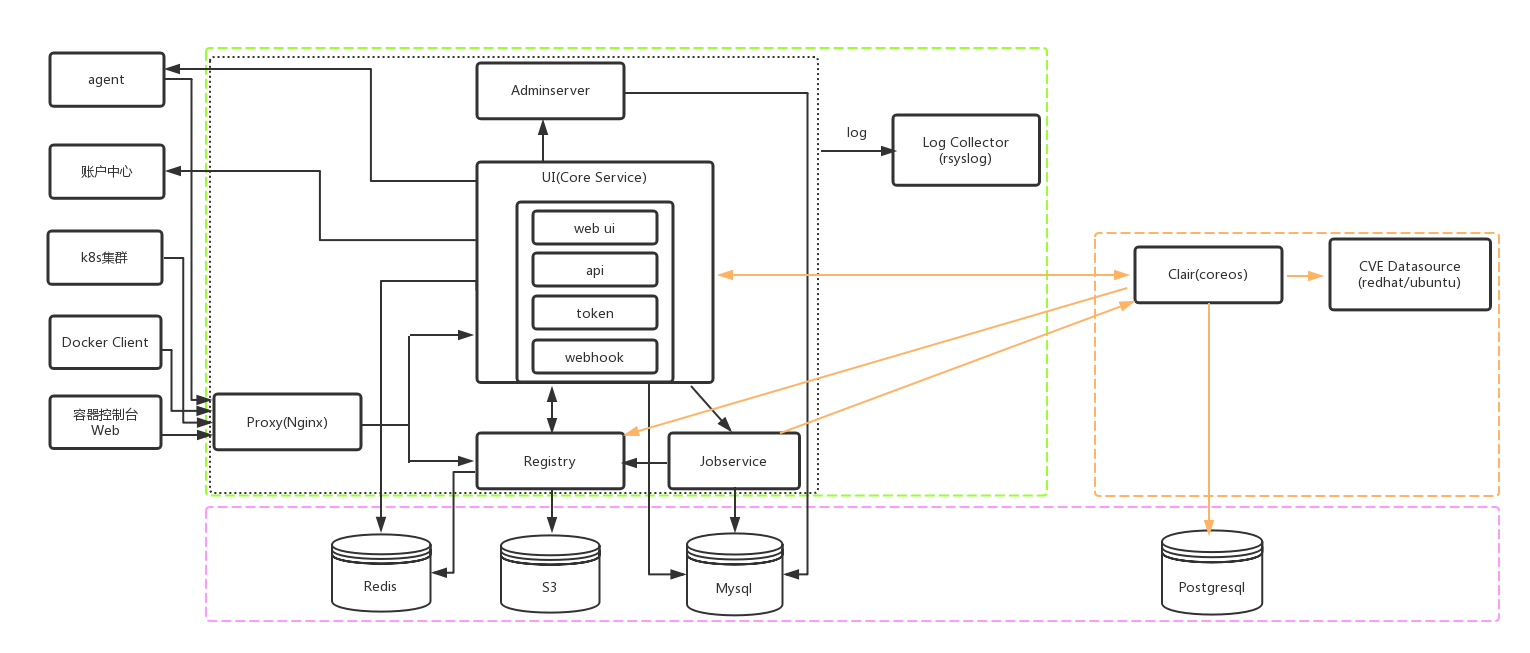 agent
账户中心
k8s集群
Docker Client
容器控制台
Web
Proxy(Nginx)
Adminserver
UI(Core Service)
web ui
api
token
webhook
Registry
Jobservice
log
Log Collector
(rsyslog)
Clair(coreos)
CVE Datasource
(redhat/ubuntu)
Redis
S3
Mysql
Postgresql